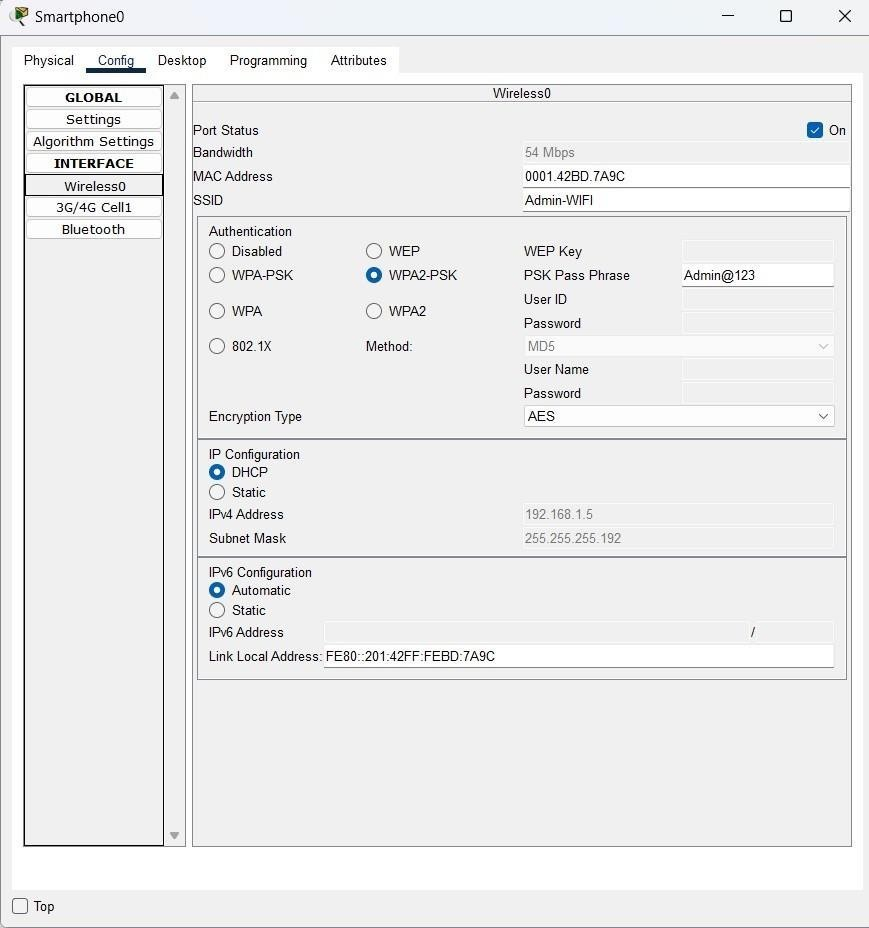 Smartphone0
Physical Config Desktop Programming Attributes
GLOBAL
Settings
Algorithm Settings
INTERFACE
Wireless0
3G/4G Cell1
Bluetooth
Wireless0
Port Status On
Bandwidth 54 Mbps
MAC Address 0001.42BD.7A9C
SSID Admin-WIFI
Authentication
Disabled WEP WEP Key
WPA-PSK WPA2-PSK PSK Pass Phrase Admin@123
User ID
WPA WPA2
Password
802.1X Method: MD5
User Name
Password
Encryption Type AES
IP Configuration
DHCP
Static
IPv4 Address 192.168.1.5
Subnet Mask 255.255.255.192
IPv6 Configuration
Automatic
Static
IPv6 Address /
Link Local Address: FE80::201:42FF:FEBD:7A9C
Top